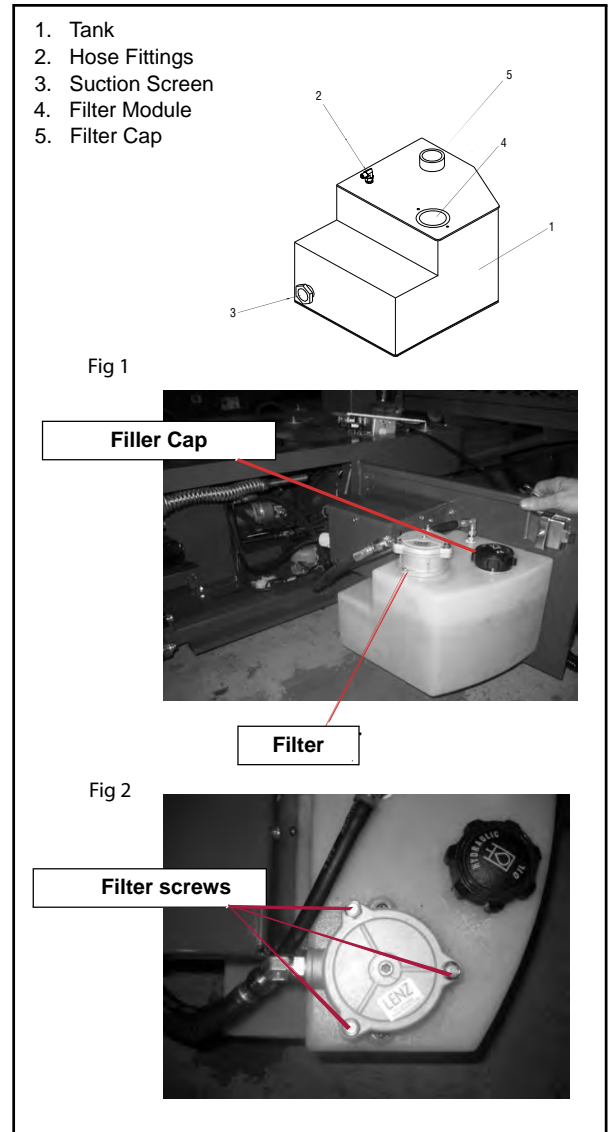 1. Tank
2. Hose Fittings
3. Suction Screen
4. Filter Module
5. Filter Cap
5
2
4
1
3
Fig 1
Filler Cap
Filter
Fig 2
HYDRAULIC
OIL
Filter screws
LENZ